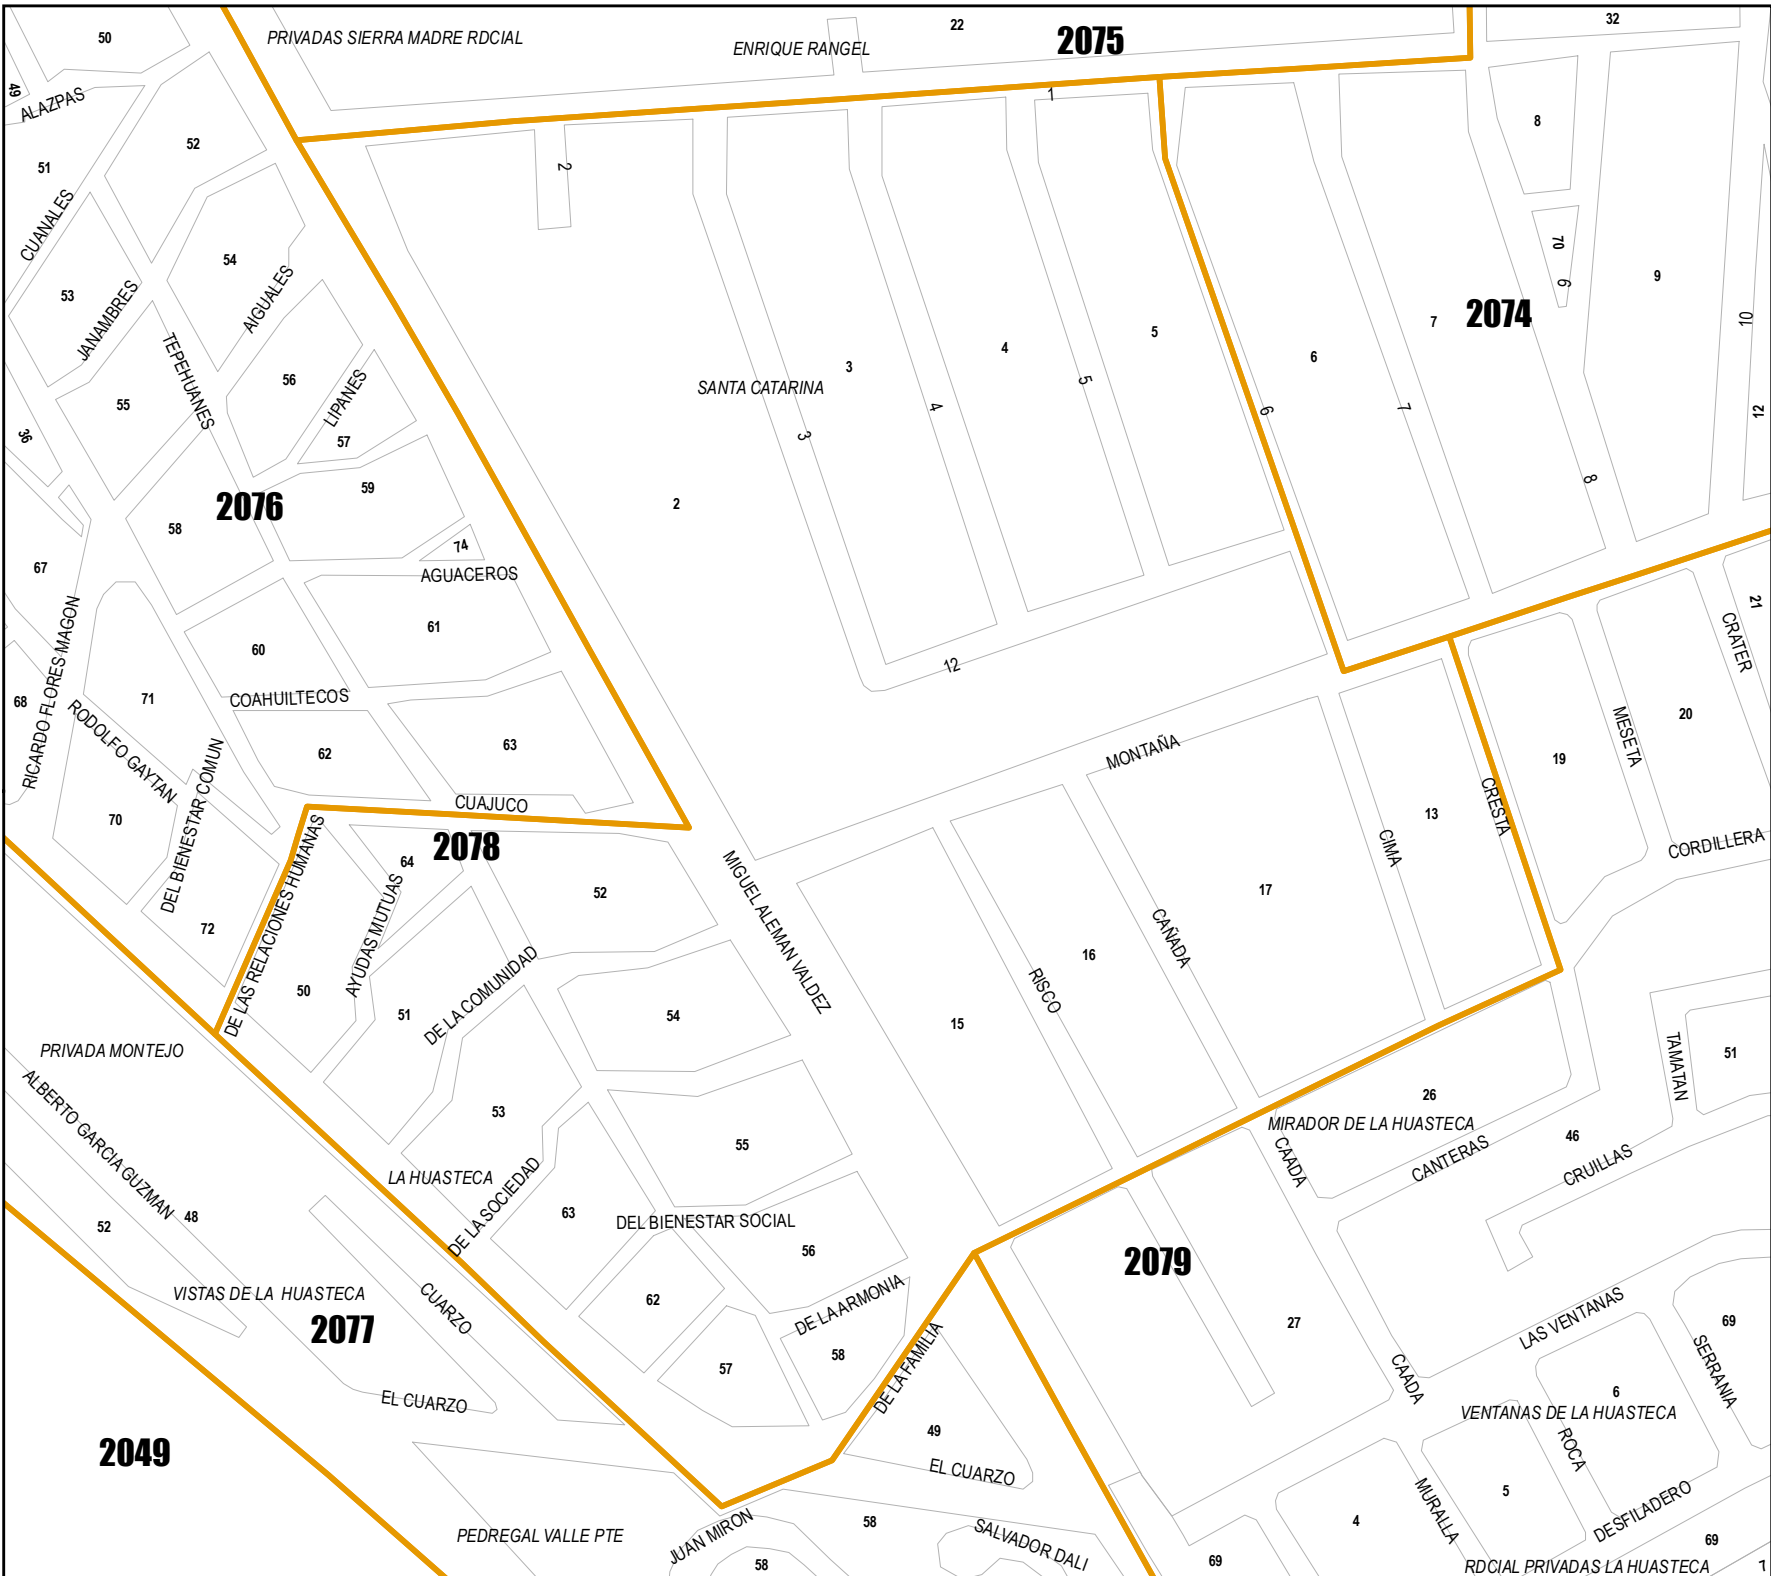 50
PRIVADAS SIERRA MADRE RDCIAL
ENRIQUE RANGEL
22
2075
32
49
ALAZPAS
1
8
52
51
2
CUANALES
54
70
6
9
53
JANAMBRES
AIGUALES
2074
10
7
5
4
6
TEPEHUANES
3
56
SANTA CATARINA
LIPANES
55
57
4
5
6
7
12
36
3
59
8
2076
2
58
74
67
AGUACEROS
21
61
RICARDO FLORES MAGON
60
CRATER
12
COAHUILTECOS
68
71
RODOLFO GAYTAN
20
MESETA
62
63
MONTAÑA
19
DEL BIENESTAR COMUN
CUAJUCO
CRESTA
13
70
2078
CIMA
CORDILLERA
64
DE LAS RELACIONES HUMANAS
52
MIGUEL ALEMAN VALDEZ
17
AYUDAS MUTUAS
72
CAÑADA
16
50
DE LA COMUNIDAD
RISCO
51
54
15
PRIVADA MONTEJO
TAMATAN
51
ALBERTO GARCIA GUZMAN
53
26
MIRADOR DE LA HUASTECA
46
55
CAADA
CANTERAS
CRUILLAS
LA HUASTECA
DE LA SOCIEDAD
52
48
63
DEL BIENESTAR SOCIAL
56
2079
VISTAS DE LA HUASTECA
CUARZO
62
DE LA ARMONIA
2077
27
LAS VENTANAS
69
SERRANIA
58
57
DE LA FAMILIA
CAADA
6
EL CUARZO
VENTANAS DE LA HUASTECA
49
ROCA
2049
EL CUARZO
5
MURALLA
DESFILADERO
PEDREGAL VALLE PTE
JUAN MIRON
58
SALVADOR DALI
4
69
58
69
RDCIAL PRIVADAS LA HUASTECA